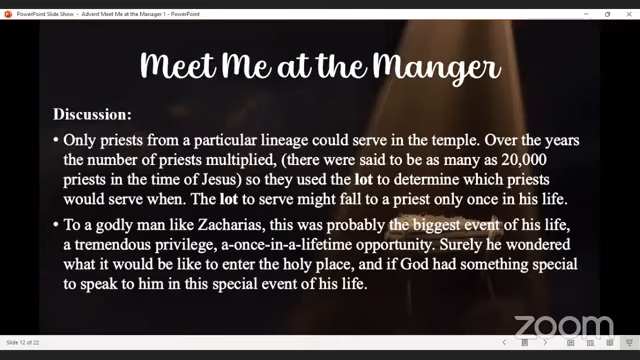 PowerPoint Slide Show - Advent Meet Me at the Manager 1 - PowerPoint
Meet Me at the Manger
Discussion:
• Only priests from a particular lineage could serve in the temple. Over the years
the number of priests multiplied, (there were said to be as many as 20,000
priests in the time of Jesus) so they used the lot to determine which priests
would serve when. The lot to serve might fall to a priest only once in his life.
• To a godly man like Zacharias, this was probably the biggest event of his life,
a tremendous privilege, a-once-in-a-lifetime opportunity. Surely he wondered
what it would be like to enter the holy place, and if God had something special
to speak to him in this special event of his life.
Slide 12 of 22
zoom